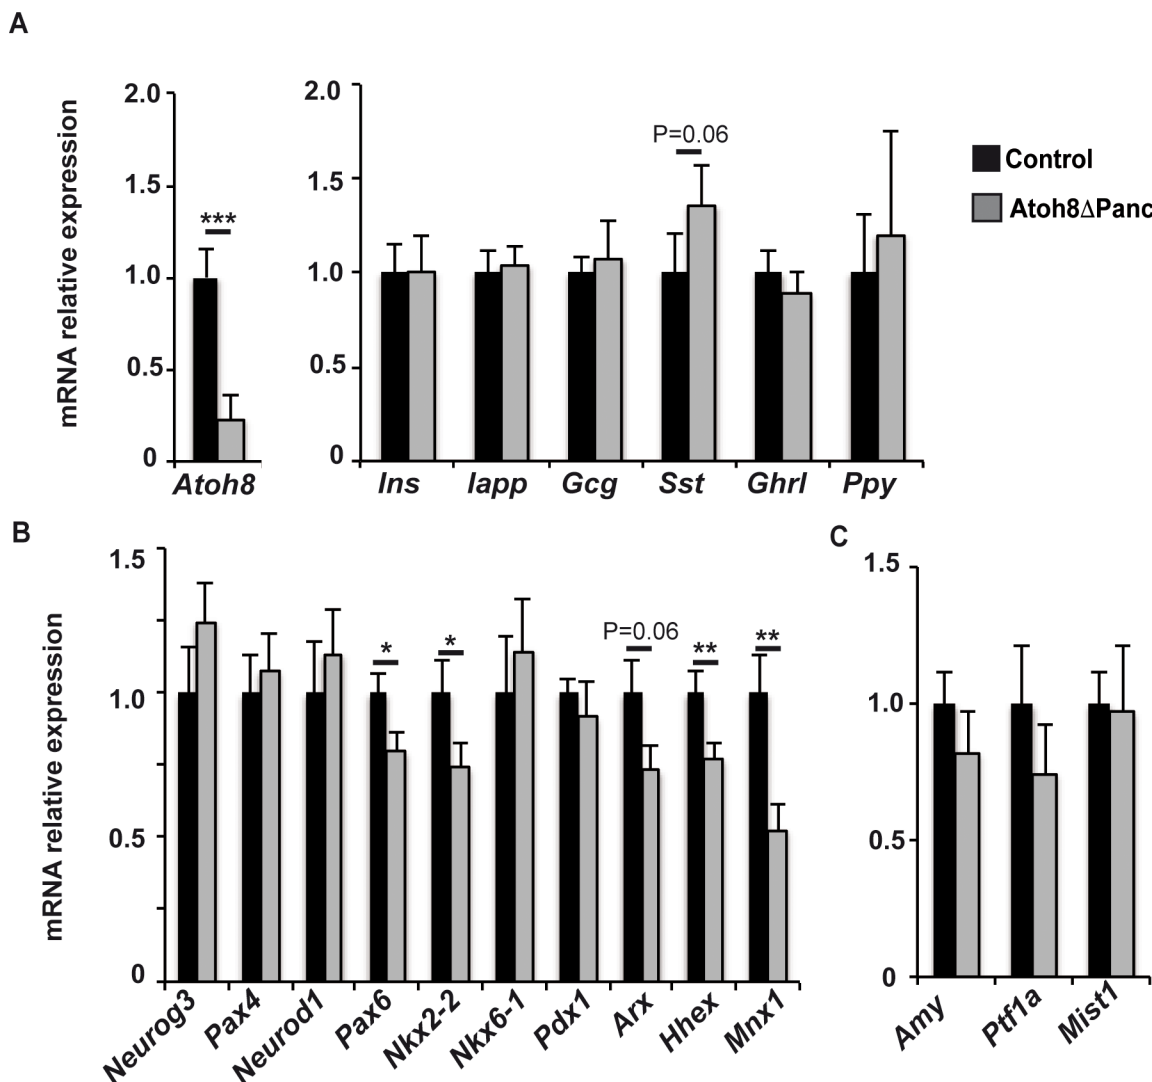 A
mRNA relative expression
2.0
1.5
1.0
0.5
0
***
Atoh8
2.0
1.5
1.0
0.5
0
P=0.06
Ins Iapp Gcg Sst Ghrl Ppy
Control
Atoh8ΔPanc
B
mRNA relative expression
1.5
1.0
0.5
0
* * P=0.06 ** **
Neurog3 Pax4 Neurod1 Pax6 Nkx2-2 Nkx6-1 Pdx1 Arx Hhex Mnx1
C
1.5
1.0
0.5
0
Amy Ptf1a Mist1